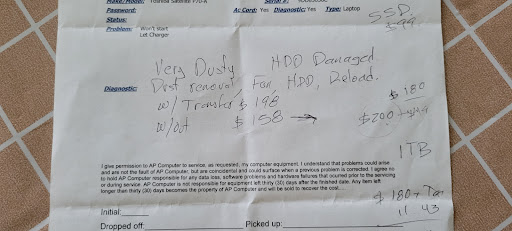 Make/Model: Toshiba Satellite P70-A Serial #:
Password: Ac Cord: Yes Diagnostic: Yes Type: Laptop
SSD
$99
Status:
Problem: Won't start
Let Charger
Very Dusty HDD Damaged
Diagnostic: Dust removal, Fan, HDD, Reload.
w/ Transfer $ 198
$180
w/out $158 → $200 +
1TB
I give permission to AP Computer to service, as requested, my computer equipment. I understand that problems could arise
and are not the fault of AP Computer, but are coincidental and could surface when a previous problem is corrected. I agree no
to hold AP Computer responsible for any data loss, software problems and hardware failures that occured prior to the servicing
or during service. AP Computer is not responsible for equipment left thirty (30) days after the finished date. Any item left
longer than thirty (30) days becomes the property of AP Computer and will be sold to recover the cost.
$180 + Tax
Initial:
11 43
Dropped off: Picked up: